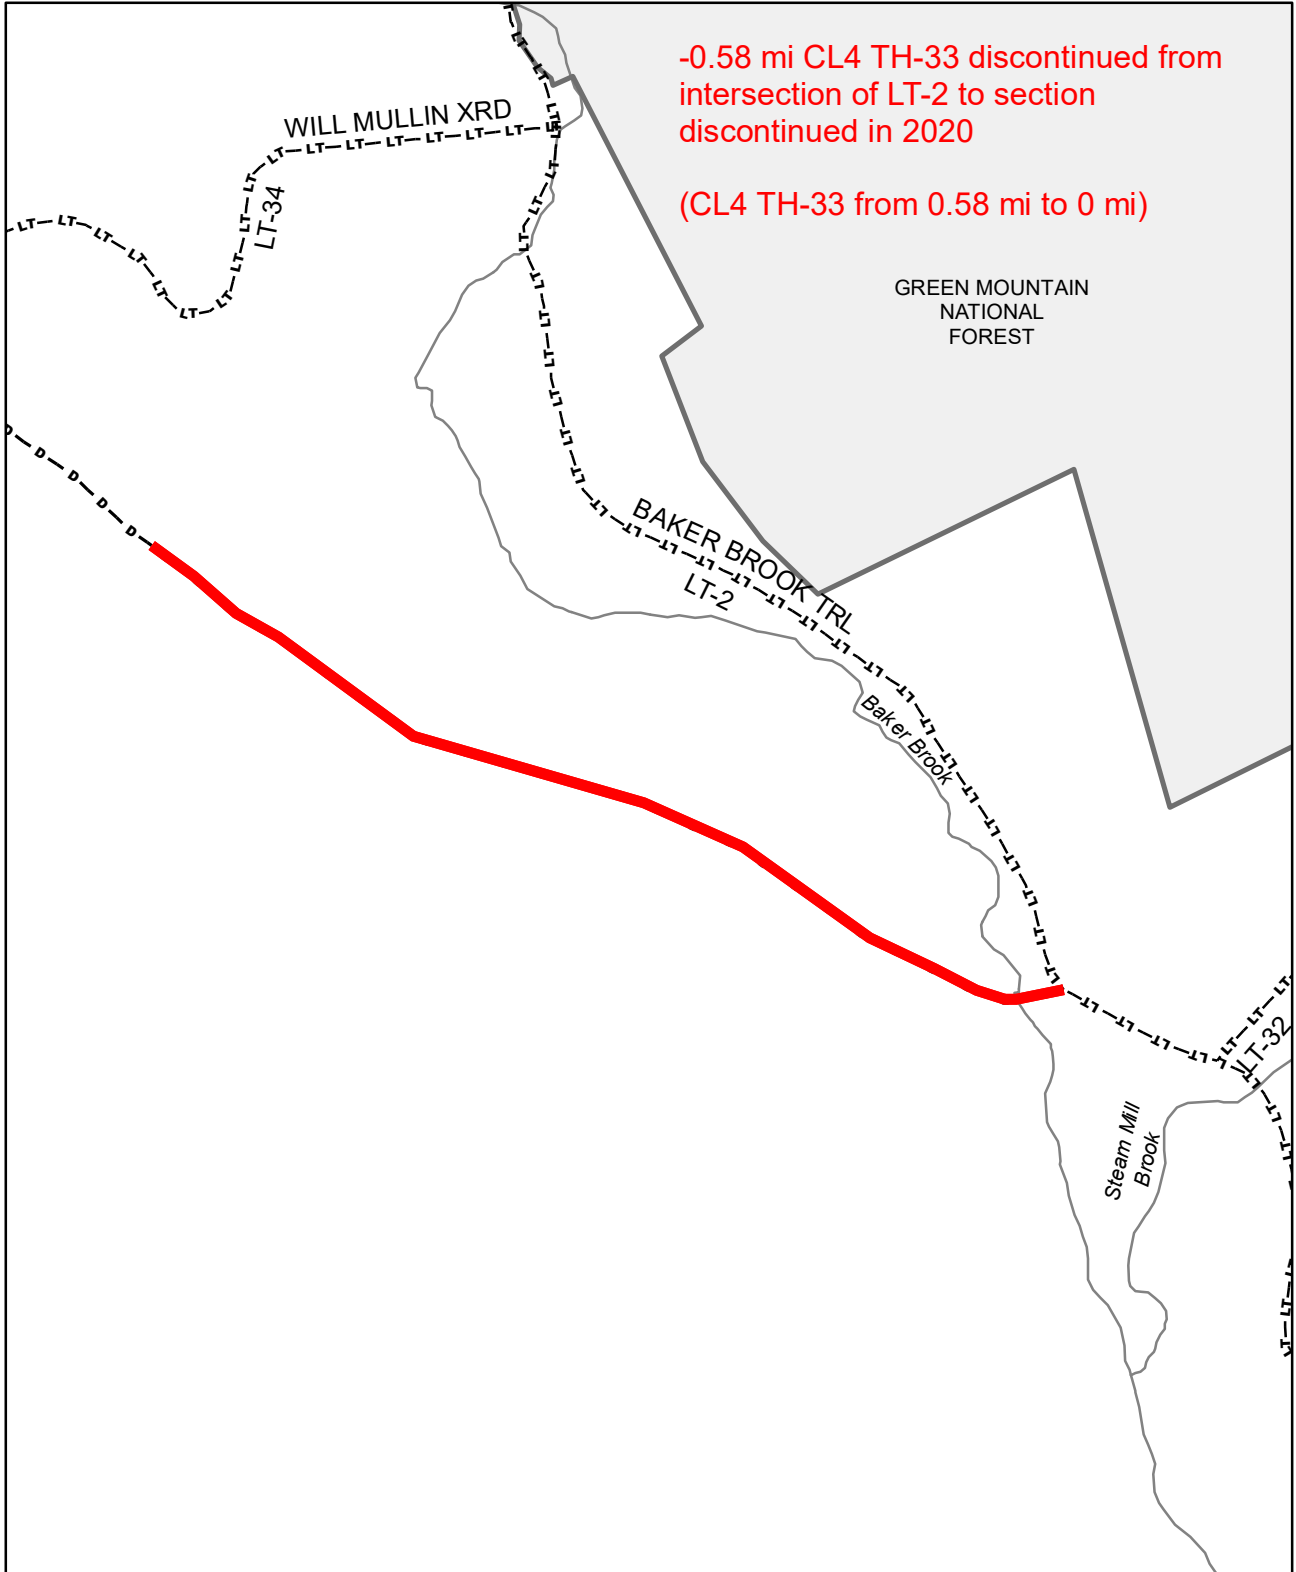 -0.58 mi CL4 TH-33 discontinued from
intersection of LT-2 to section
discontinued in 2020
(CL4 TH-33 from 0.58 mi to 0 mi)
WILL MULLIN XRD
LT-34
GREEN MOUNTAIN
NATIONAL
FOREST
BAKER BROOK TRL
LT-2
Baker Brook
LT-32
Steam Mill
Brook